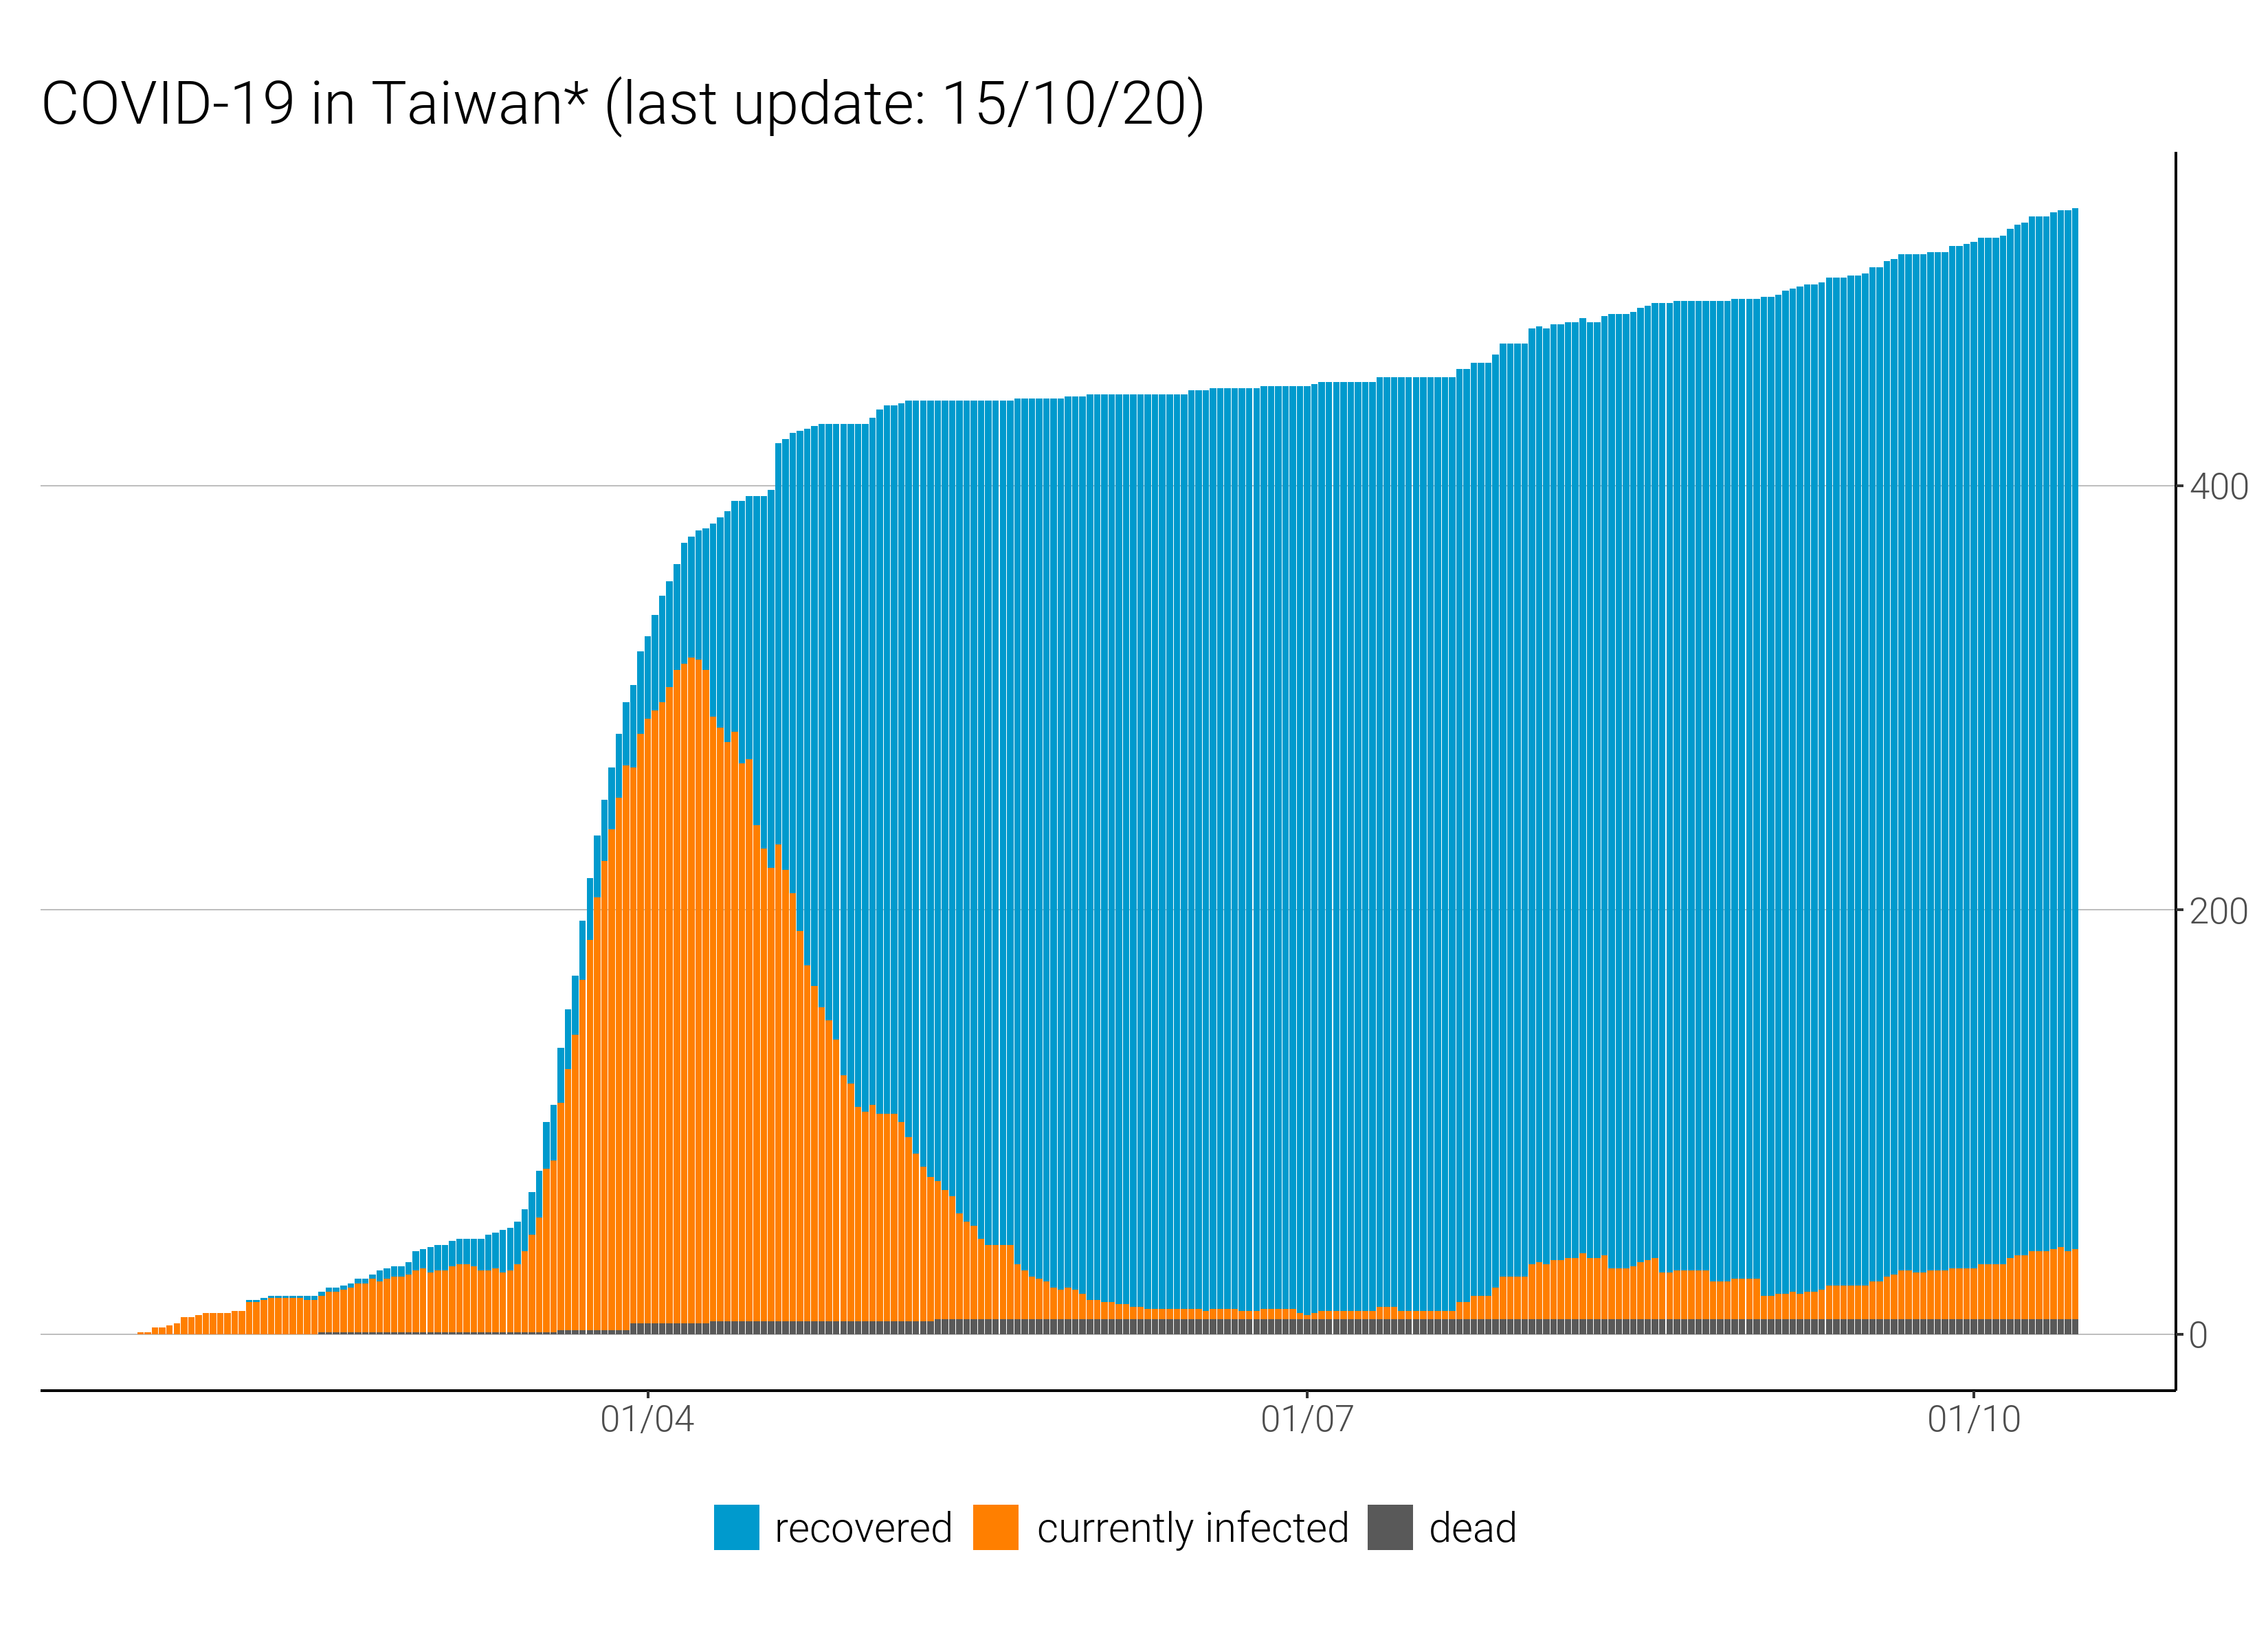 COVID-19 in Taiwan* (last update: 15/10/20)
400
200
0
01/04 01/07 01/10
recovered currently infected dead